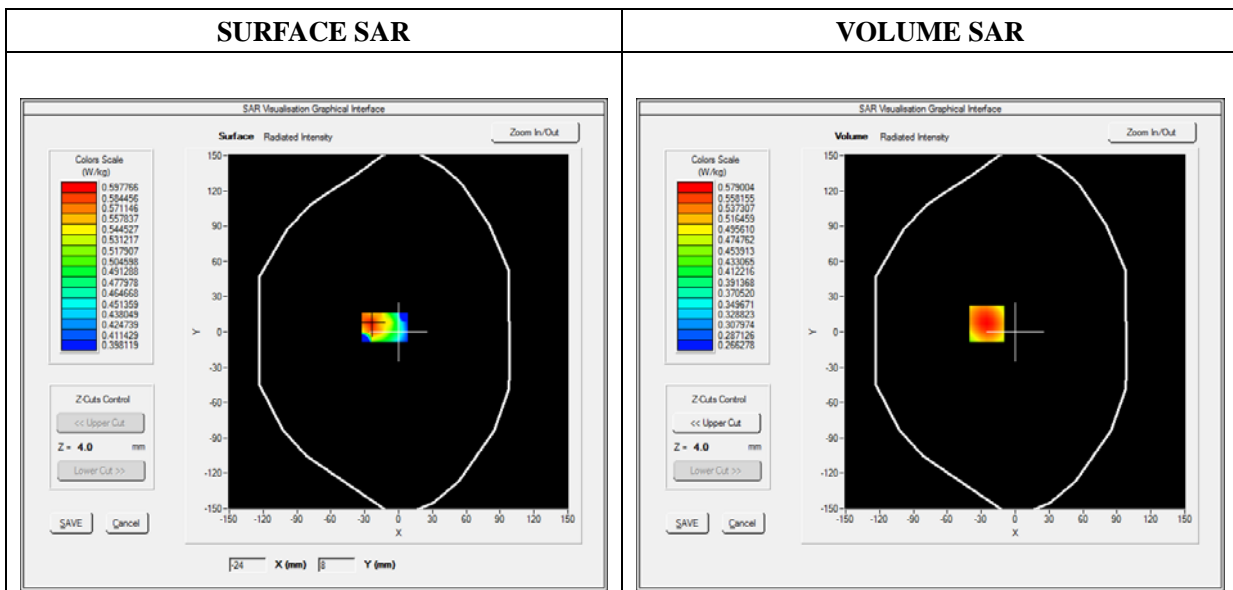 SURFACE SAR
VOLUME SAR
SAR Visualisation Graphical Interface
Surface Radiated Intensity
Zoom In/Out
Colors Scale
(W/kg)
0.597766
0.584456
0.571146
0.557837
0.544527
0.531217
0.517907
0.504598
0.491288
0.477978
0.464668
0.451359
0.438049
0.424739
0.411429
0.398119
Z-Cuts Control
<< Upper Cut
Z = 4.0 mm
Lower Cut >>
SAVE Cancel
150
120
90
60
30
0
-30
-60
-90
-120
-150
Y
-150 -120 -90 -60 -30 0 30 60 90 120 150
X
-24 X (mm) 8 Y (mm)
SAR Visualisation Graphical Interface
Volume Radiated Intensity
Zoom In/Out
Colors Scale
(W/kg)
0.579004
0.558155
0.537307
0.516459
0.495610
0.474762
0.453913
0.433065
0.412216
0.391368
0.370520
0.349671
0.328823
0.307974
0.287126
0.266278
Z-Cuts Control
<< Upper Cut
Z = 4.0 mm
Lower Cut >>
SAVE Cancel
150
120
90
60
30
0
-30
-60
-90
-120
-150
Y
-150 -120 -90 -60 -30 0 30 60 90 120 150
X